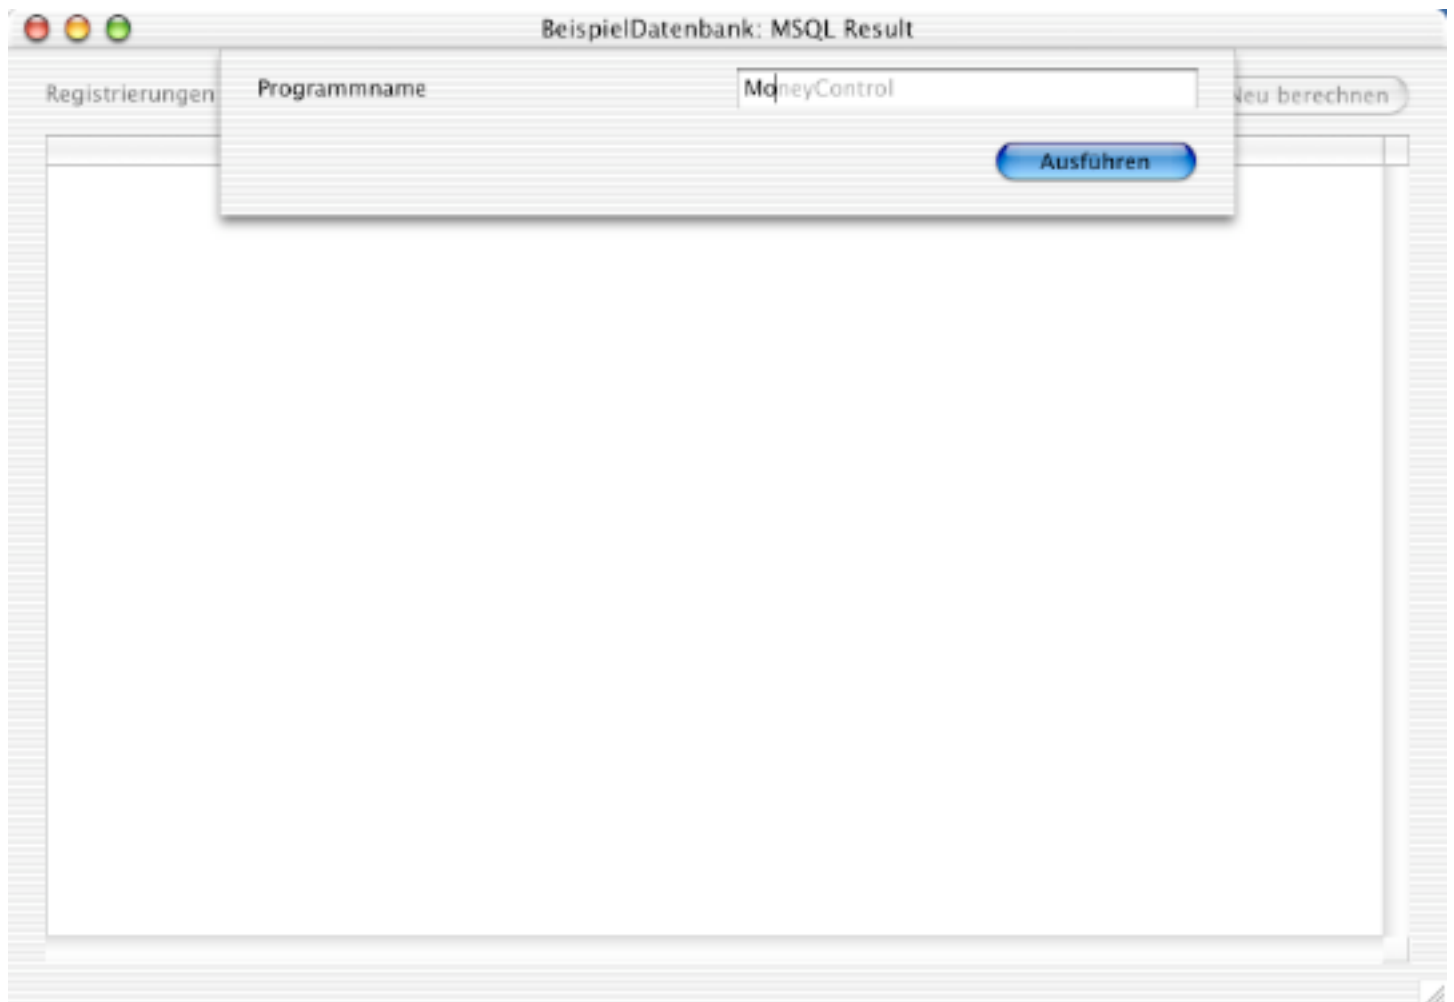 BeispielDatenbank: MSQL Result
Registrierungen
Programmname
MoneyControl
Neu berechnen
Ausführen